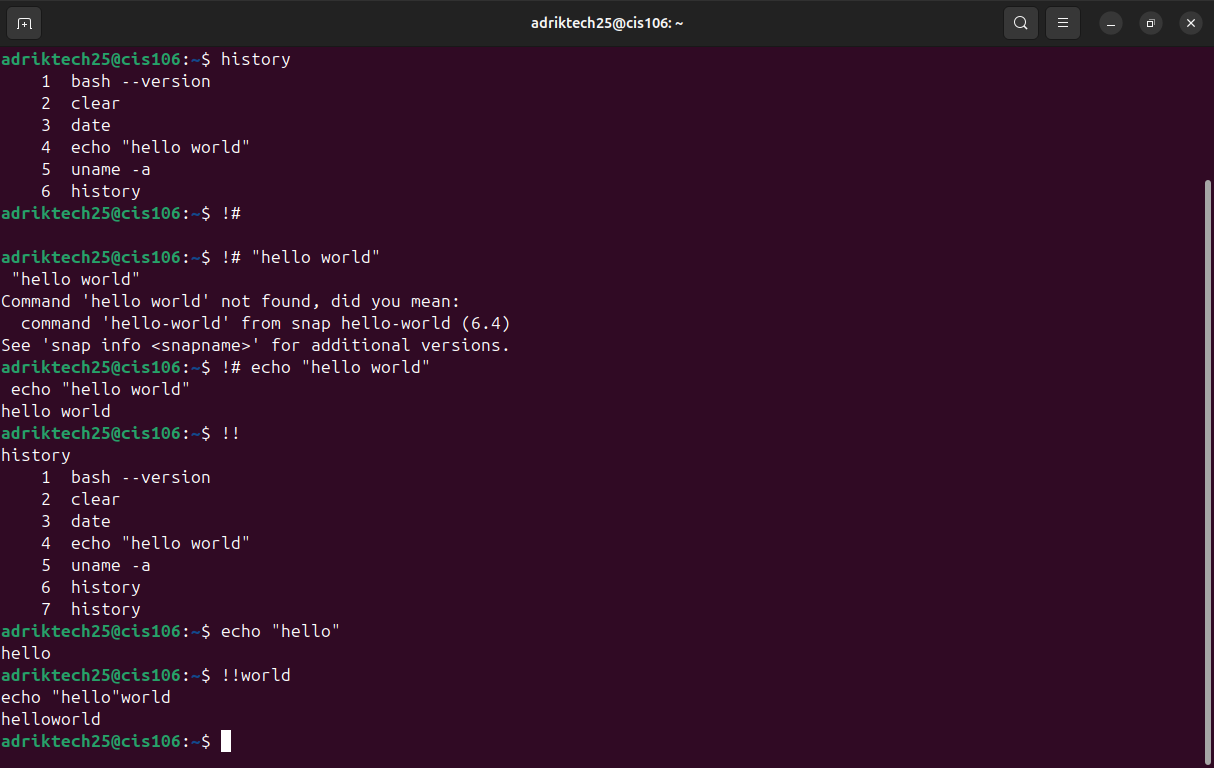 adriktech25@cis106: ~
adriktech25@cis106:~$ history
    1  bash --version
    2  clear
    3  date
    4  echo "hello world"
    5  uname -a
    6  history
adriktech25@cis106:~$ !#

adriktech25@cis106:~$ !# "hello world"
 "hello world"
Command 'hello world' not found, did you mean:
  command 'hello-world' from snap hello-world (6.4)
See 'snap info <snapname>' for additional versions.
adriktech25@cis106:~$ !# echo "hello world"
 echo "hello world"
hello world
adriktech25@cis106:~$ !!
history
    1  bash --version
    2  clear
    3  date
    4  echo "hello world"
    5  uname -a
    6  history
    7  history
adriktech25@cis106:~$ echo "hello"
hello
adriktech25@cis106:~$ !!world
echo "hello"world
helloworld
adriktech25@cis106:~$